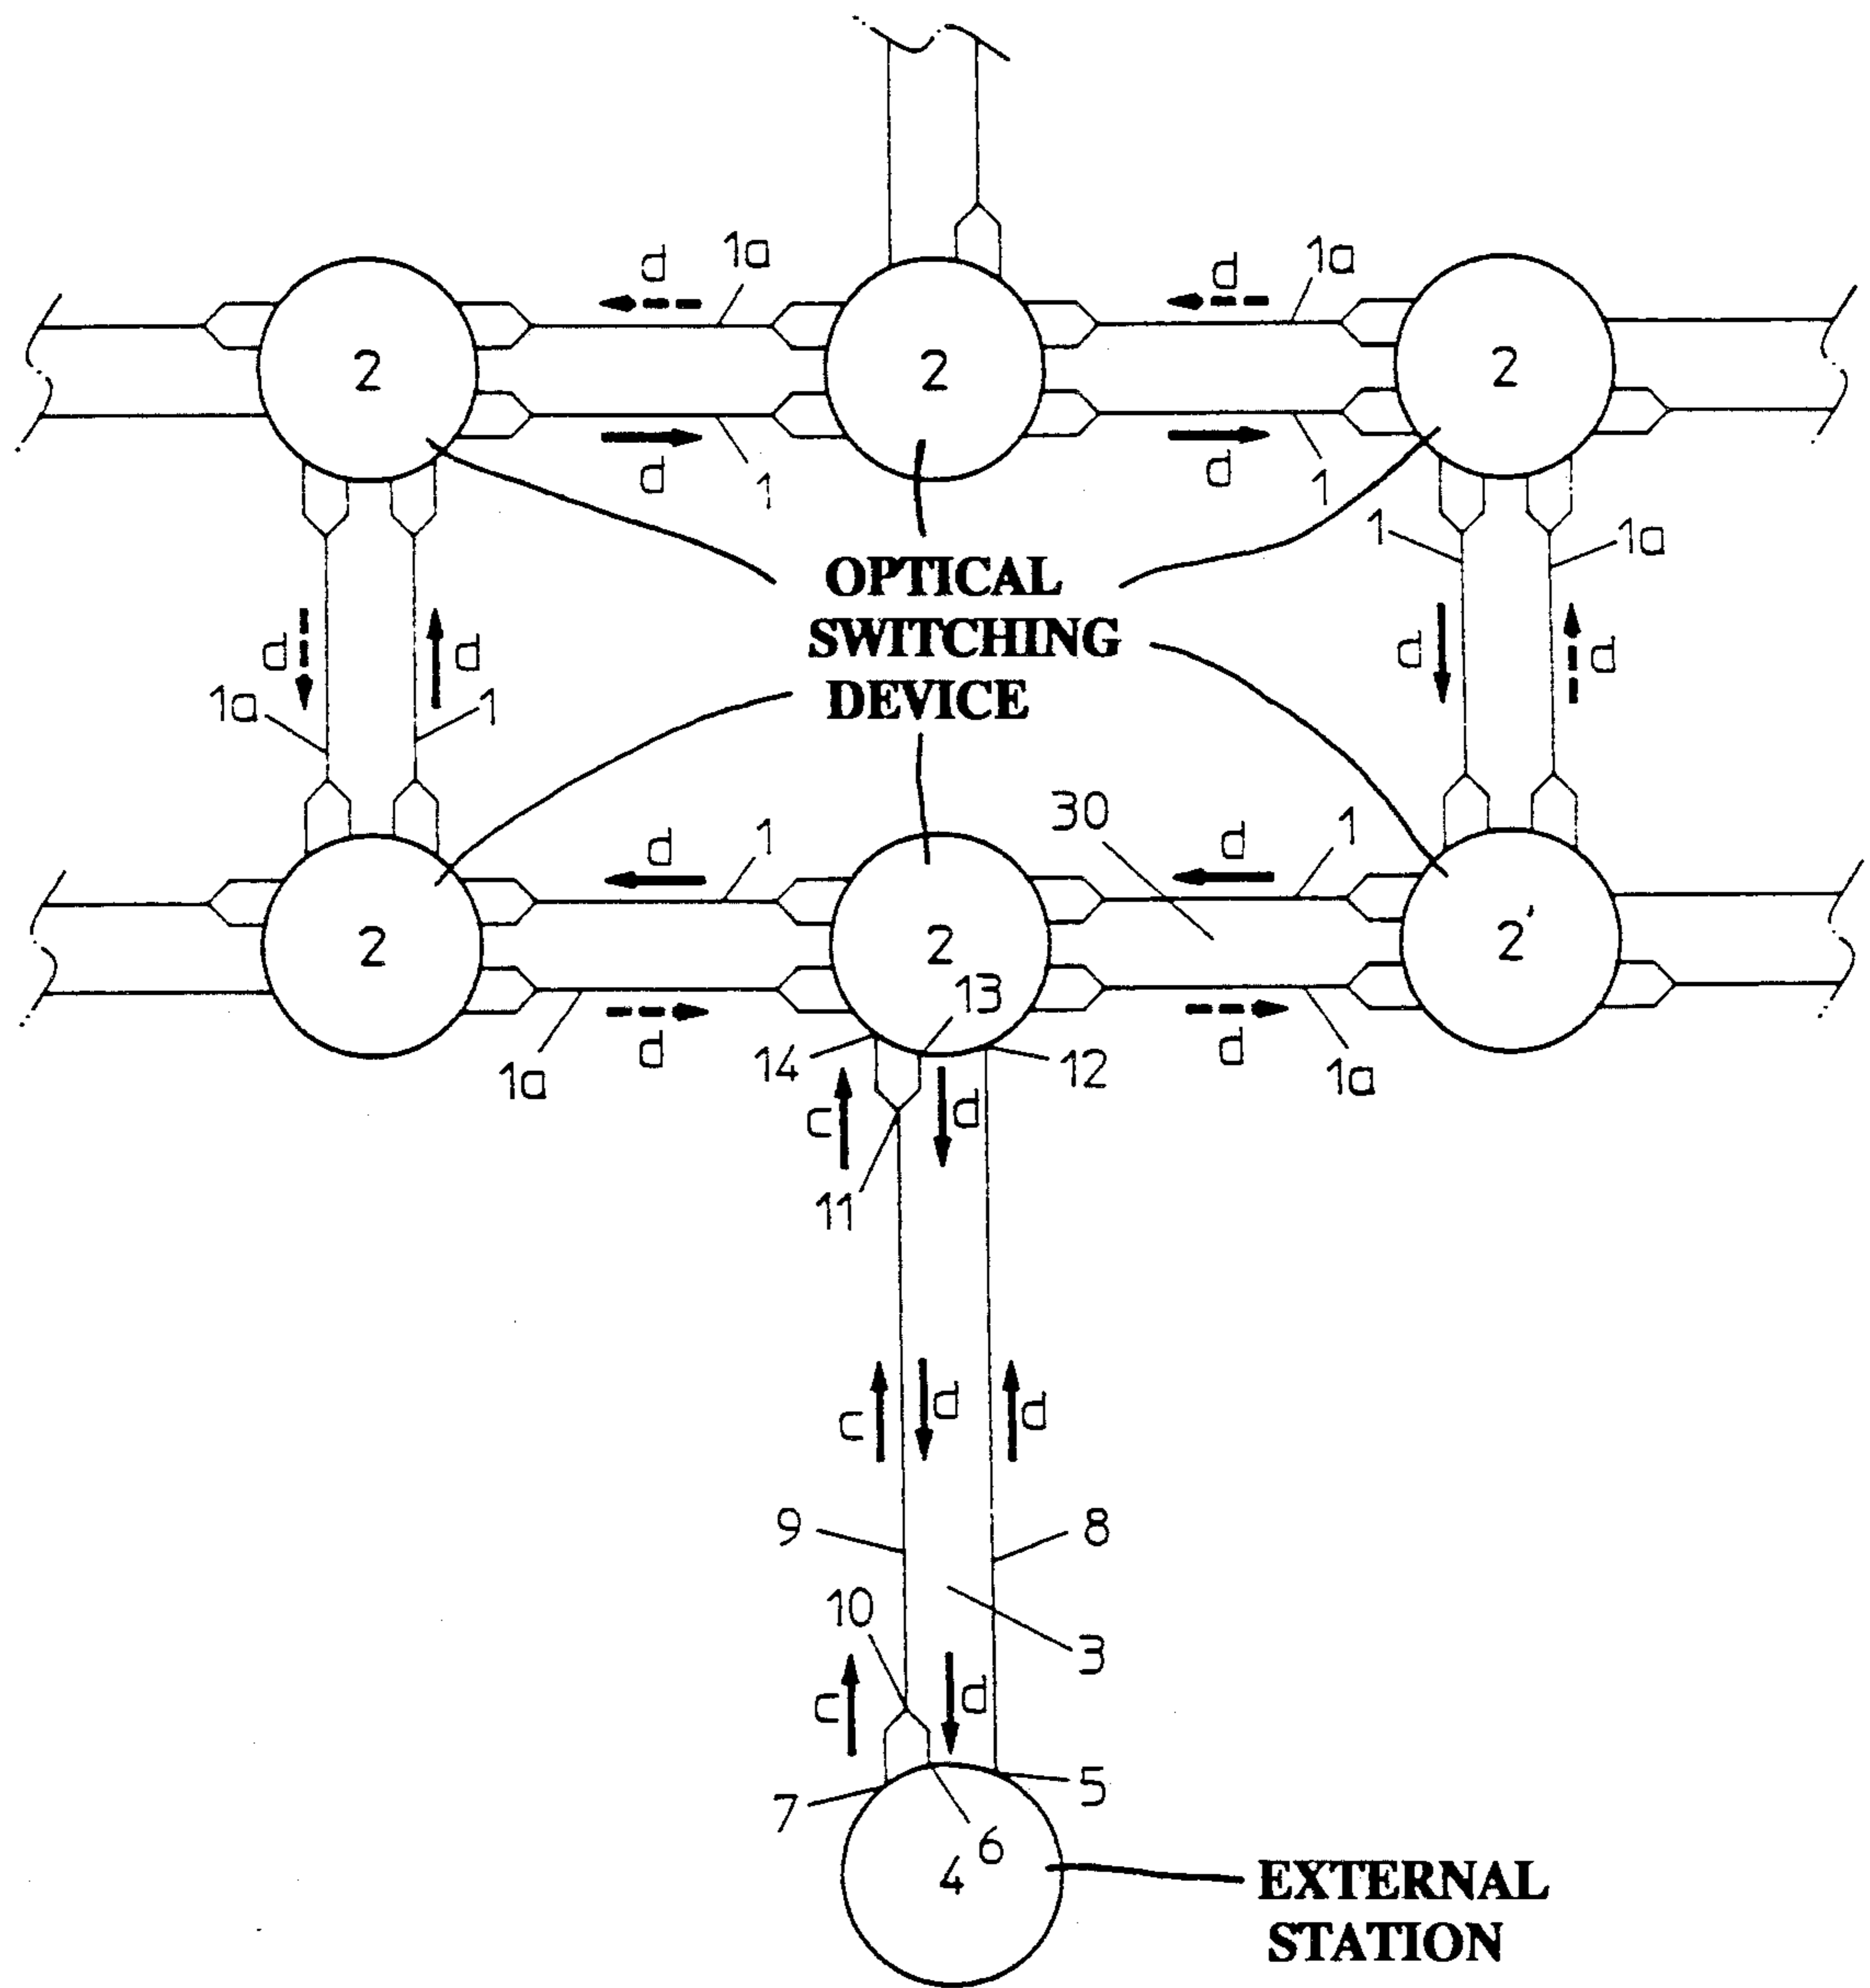 d 1a d 1a
2 2 2
d 1 d 1
1 1a
OPTICAL
SWITCHING
DEVICE
d d d d
1a 1
30
d 1 d 1
2 2 2'
13
14 12
1a d d 1a
c d
11
c d d
9 8
10
3
c d
7 5
6
4
EXTERNAL
STATION